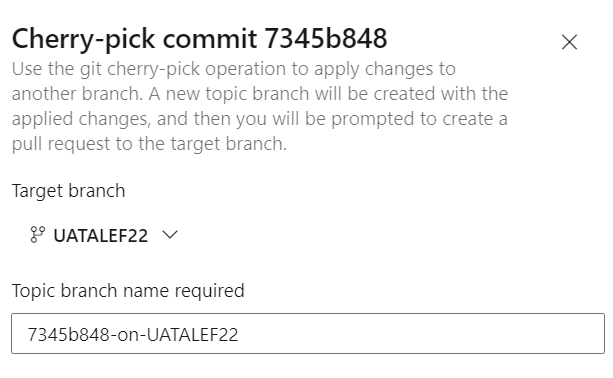 Cherry-pick commit 7345b848
Use the git cherry-pick operation to apply changes to
another branch. A new topic branch will be created with the
applied changes, and then you will be prompted to create a
pull request to the target branch.
Target branch
UATALEF22
Topic branch name required
7345b848-on-UATALEF22